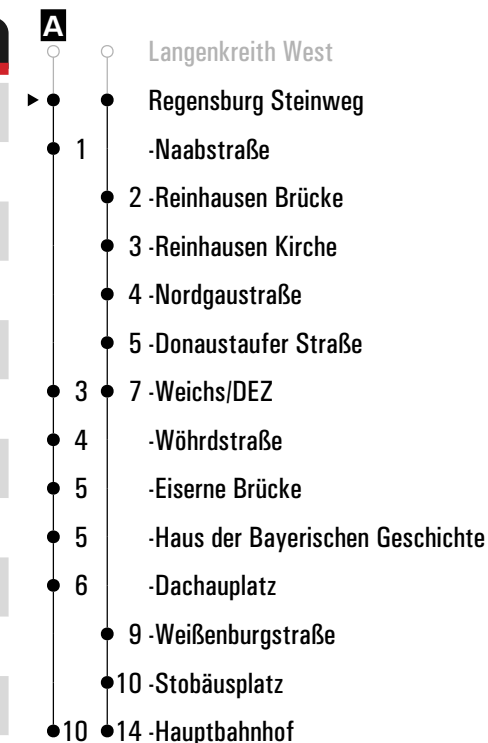 A
Langenkreith West
Regensburg Steinweg
1 -Naabstraße
2 -Reinhausen Brücke
3 -Reinhausen Kirche
4 -Nordgaustraße
5 -Donaustaufer Straße
3 7 -Weichs/DEZ
4 -Wöhrdstraße
5 -Eiserne Brücke
5 -Haus der Bayerischen Geschichte
6 -Dachauplatz
9 -Weißenburgstraße
10 -Stobäusplatz
10 14 -Hauptbahnhof